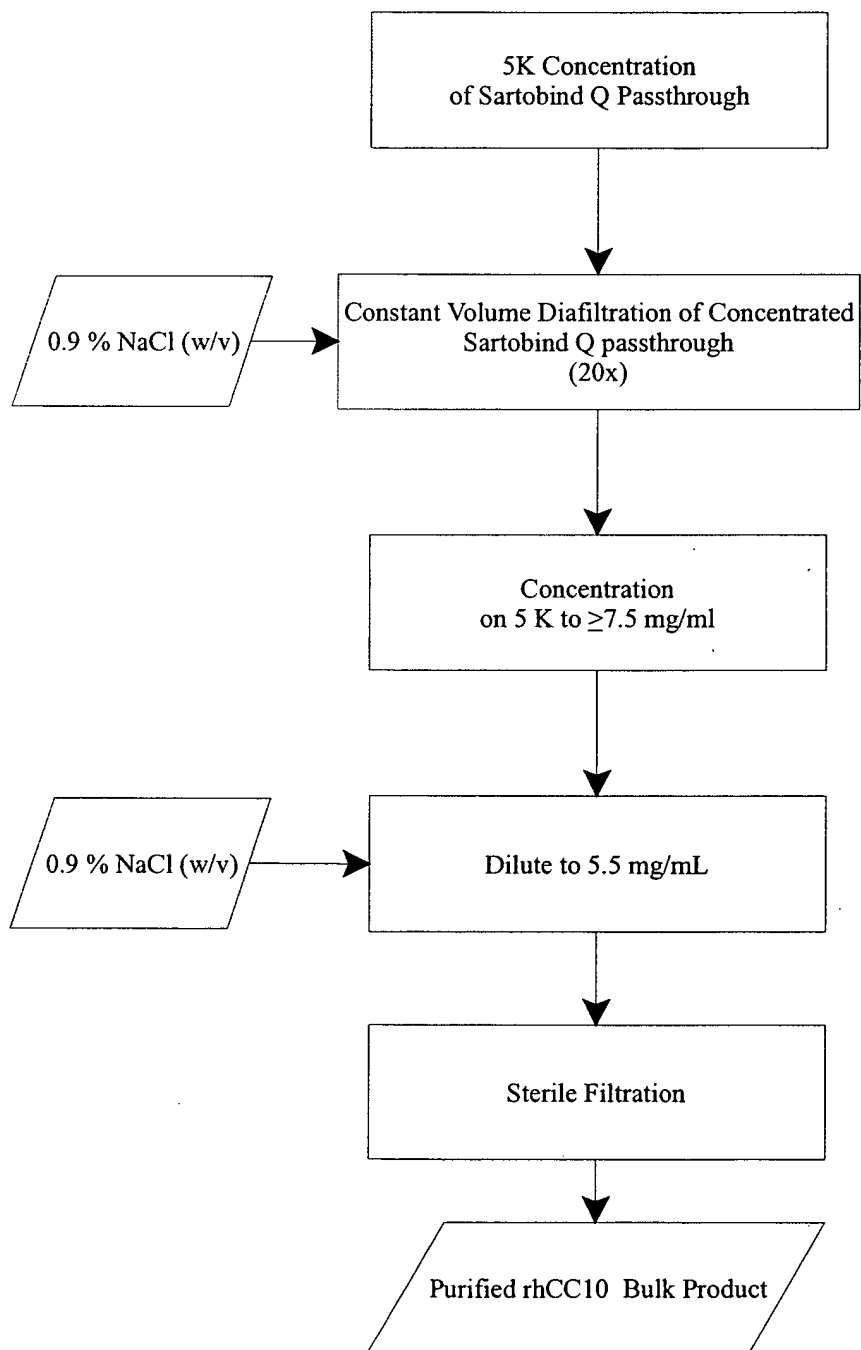 5K Concentration
of Sartobind Q Passthrough
0.9 % NaCl (w/v)
Constant Volume Diafiltration of Concentrated
Sartobind Q passthrough
(20x)
Concentration
on 5 K to ≥7.5 mg/ml
0.9 % NaCl (w/v)
Dilute to 5.5 mg/mL
Sterile Filtration
Purified rhCC10 Bulk Product